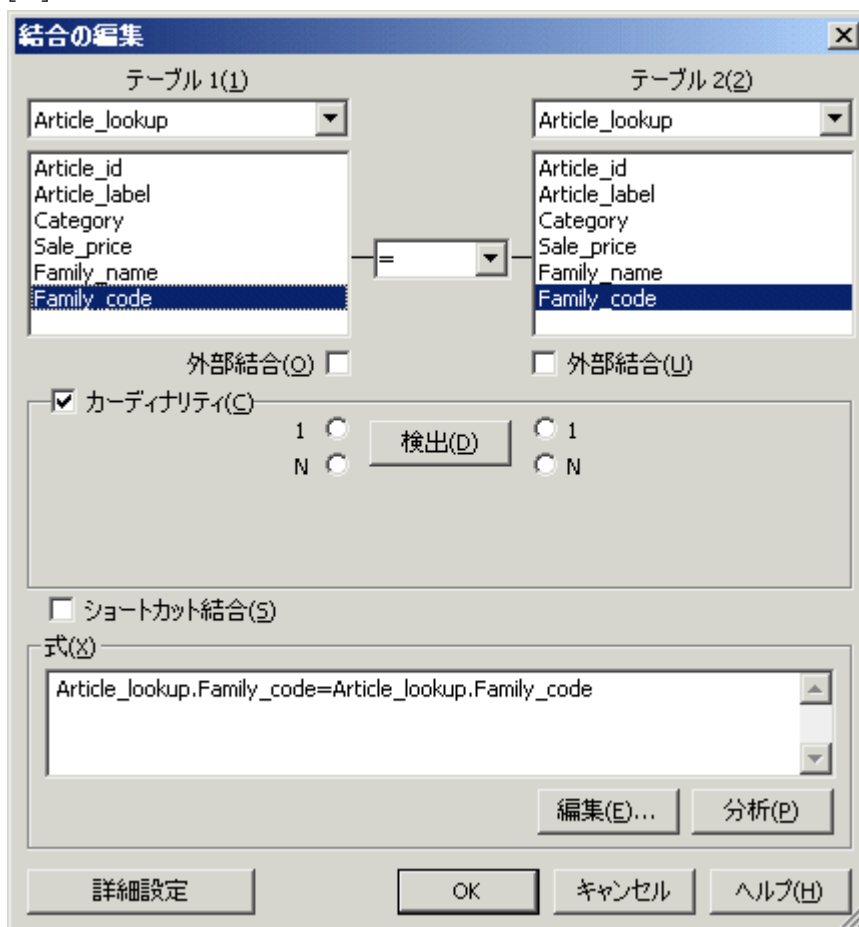 結合の編集
テーブル 1(1)
テーブル 2(2)
Article_lookup
Article_lookup
Article_id
Article_label
Category
Sale_price
Family_name
Family_code
=
Article_id
Article_label
Category
Sale_price
Family_name
Family_code
外部結合(O)
外部結合(U)
カーディナリティ(C)
1
N
検出(D)
1
N
ショートカット結合(S)
式(X)
Article_lookup.Family_code=Article_lookup.Family_code
編集(E)...
分析(P)
詳細設定
OK
キャンセル
ヘルプ(H)